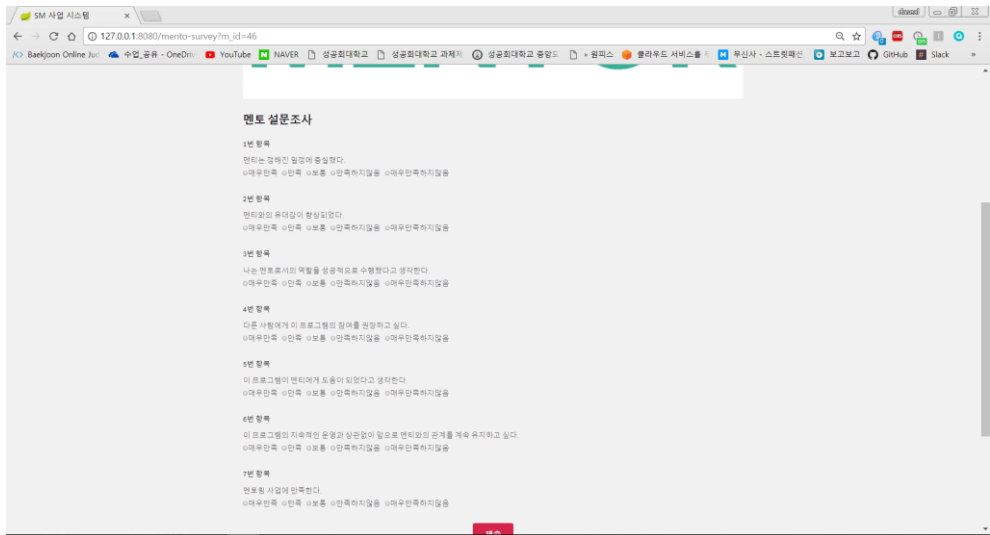 SM 사업 시스템
127.0.0.1:8080/mento-survey?m_id=46
Baekjoon Online Jud 수업_공유 - OneDriv YouTube NAVER 성공회대학교 성공회대학교 과제지 성공회대학교 중앙도 » 원피스 클라우드 서비스를 무신사 - 스트릿패션 보고보고 GitHub Slack »
멘토 설문조사
1번 항목
멘티는 정해진 일정에 충실했다.
매우만족 만족 보통 만족하지않음 매우만족하지않음
2번 항목
멘티와의 유대감이 향상되었다.
매우만족 만족 보통 만족하지않음 매우만족하지않음
3번 항목
나는 멘토로서의 역할을 성공적으로 수행했다고 생각한다.
매우만족 만족 보통 만족하지않음 매우만족하지않음
4번 항목
다른 사람에게 이 프로그램의 참여를 권장하고 싶다.
매우만족 만족 보통 만족하지않음 매우만족하지않음
5번 항목
이 프로그램이 멘티에게 도움이 되었다고 생각한다.
매우만족 만족 보통 만족하지않음 매우만족하지않음
6번 항목
이 프로그램의 지속적인 운영과 상관없이 앞으로 멘티와의 관계를 계속 유지하고 싶다.
매우만족 만족 보통 만족하지않음 매우만족하지않음
7번 항목
멘토링 사업에 만족한다.
매우만족 만족 보통 만족하지않음 매우만족하지않음